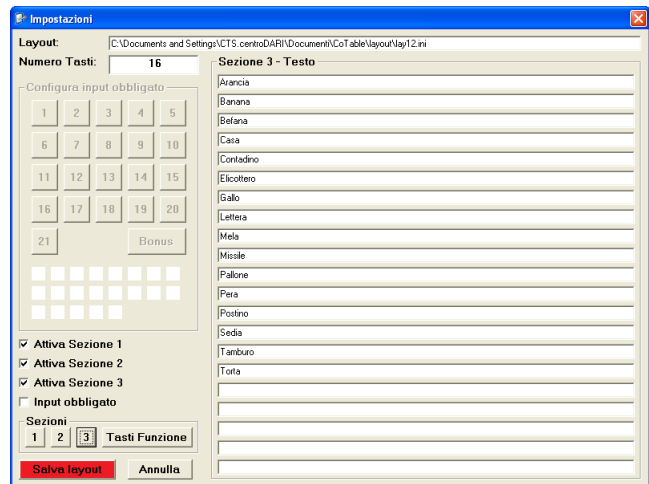 Impostazioni
Layout: C:\Documents and Settings\CTS.centroDARI\Documenti\CoTable\layout\lay12.ini
Numero Tasti: 16
Configura input obbligato
1 2 3 4 5
6 7 8 9 10
11 12 13 14 15
16 17 18 19 20
21 Bonus
Attiva Sezione 1
Attiva Sezione 2
Attiva Sezione 3
Input obbligato
Sezioni
1 2 3 Tasti Funzione
Salva layout Annulla
Sezione 3 - Testo
Arancia
Banana
Befana
Casa
Contadino
Elicottero
Gallo
Lettera
Mela
Missile
Pallone
Pera
Postino
Sedia
Tamburo
Torta